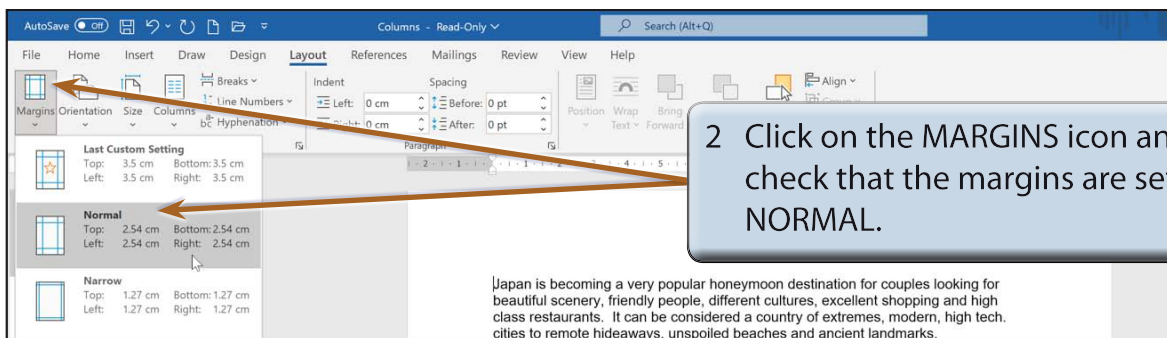 AutoSave Off Columns - Read-Only Search (Alt+Q)
File Home Insert Draw Design Layout References Mailings Review View Help
Margins Orientation Size Columns
Breaks
Line Numbers
Hyphenation
Indent
Left: 0 cm
Right: 0 cm
Spacing
Before: 0 pt
After: 0 pt
Paragraph
Position Wrap Text Bring Forward
Align
Last Custom Setting
Top: 3.5 cm Bottom: 3.5 cm
Left: 3.5 cm Right: 3.5 cm
Normal
Top: 2.54 cm Bottom: 2.54 cm
Left: 2.54 cm Right: 2.54 cm
Narrow
Top: 1.27 cm Bottom: 1.27 cm
Left: 1.27 cm Right: 1.27 cm
2 Click on the MARGINS icon an
check that the margins are se
NORMAL.
Japan is becoming a very popular honeymoon destination for couples looking for
beautiful scenery, friendly people, different cultures, excellent shopping and high
class restaurants. It can be considered a country of extremes, modern, high tech.
cities to remote hideaways, unspoiled beaches and ancient landmarks.